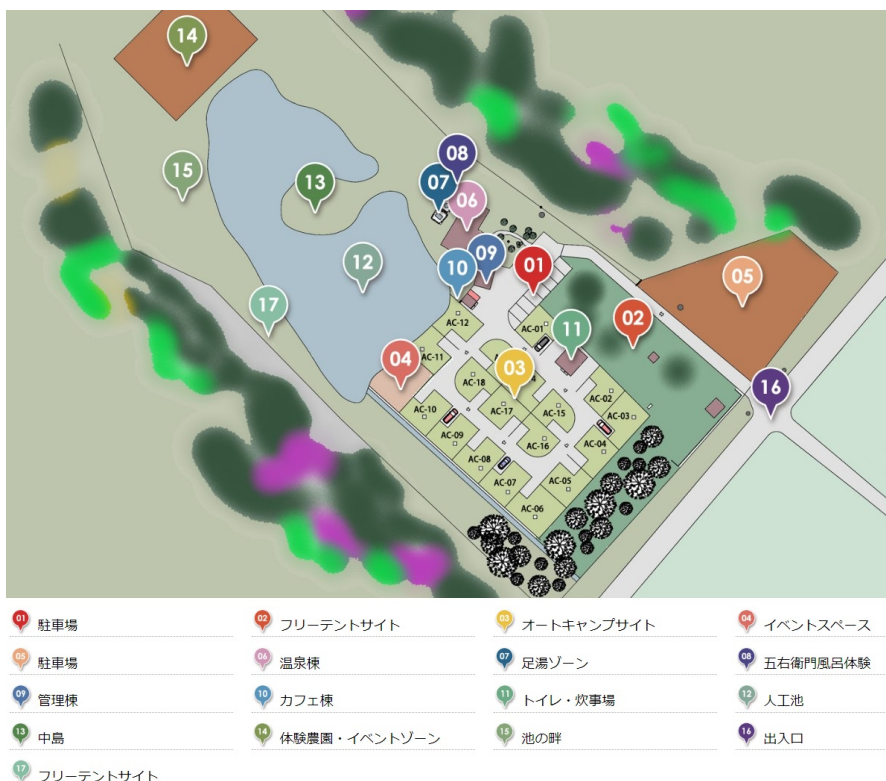 14
08
15
13
07
06
09
12
10
01
05
17
AC-12
AC-01
11
02
04
AC-11
03
16
AC-18
AC-02
AC-10
AC-17
AC-15
AC-03
AC-09
AC-16
AC-04
AC-08
AC-07
AC-05
AC-06
01 駐車場
02 フリーテントサイト
03 オートキャンプサイト
04 イベントスペース
05 駐車場
06 温泉棟
07 足湯ゾーン
08 五右衛門風呂体験
09 管理棟
10 カフェ棟
11 トイレ・炊事場
12 人工池
13 中島
14 体験農園・イベントゾーン
15 池の畔
16 出入口
17 フリーテントサイト